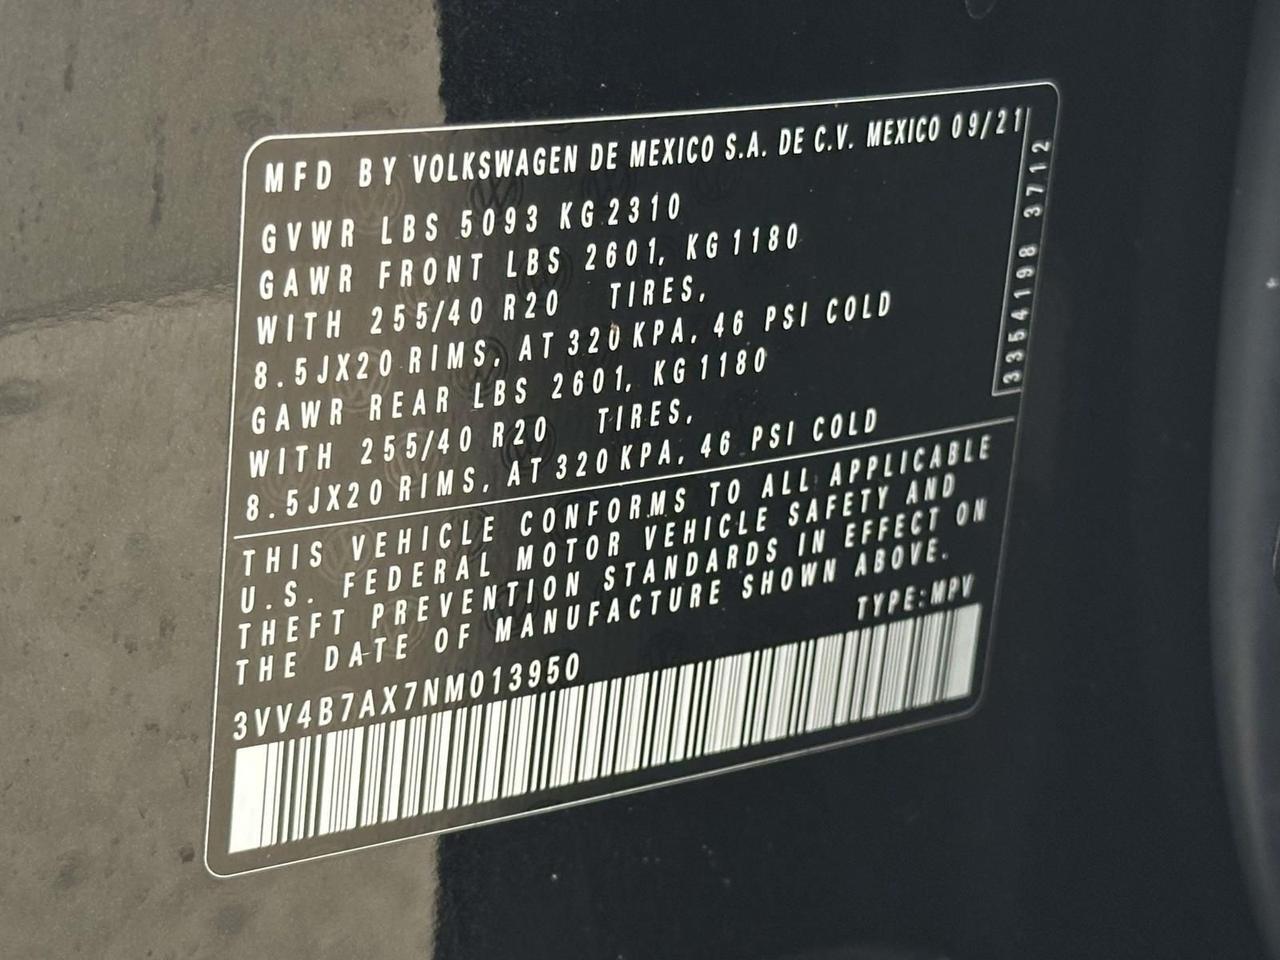 MFD BY VOLKSWAGEN DE MEXICO S.A. DE C.V. MEXICO 09/21
GVWR LBS 5093 KG 2310
GAWR FRONT LBS 2601, KG 1180
WITH 255/40 R20 TIRES,
8.5JX20 RIMS, AT 320 KPA, 46 PSI COLD
GAWR REAR LBS 2601, KG 1180
WITH 255/40 R20 TIRES,
8.5JX20 RIMS, AT 320 KPA, 46 PSI COLD
3354198 3712
THIS VEHICLE CONFORMS TO ALL APPLICABLE
U.S. FEDERAL MOTOR VEHICLE SAFETY AND
THEFT PREVENTION STANDARDS IN EFFECT ON
THE DATE OF MANUFACTURE SHOWN ABOVE.
TYPE:MPV
3VV4B7AX7NM013950